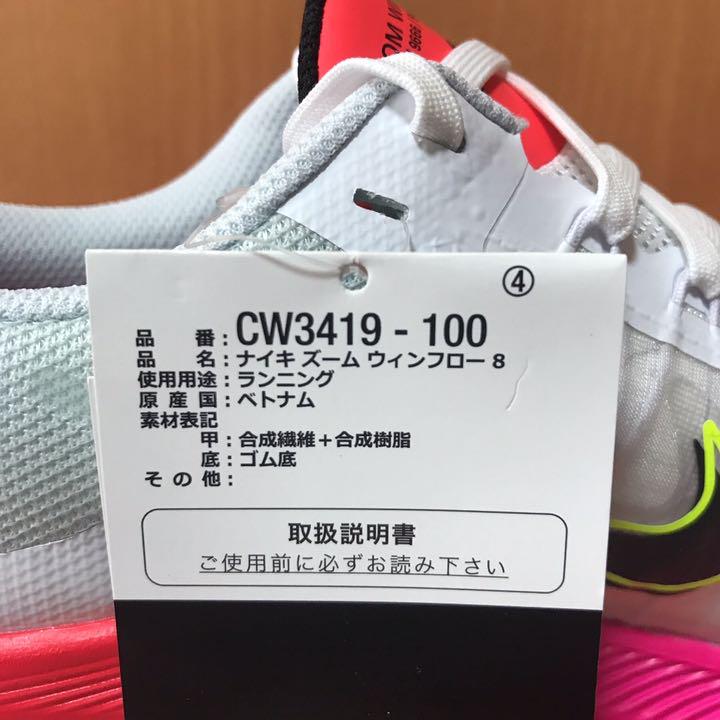 OM W
9666
④
品 番：CW3419 - 100
品 名：ナイキ ズーム ウィンフロー 8
使用用途：ランニング
原 産 国：ベトナム
素材表記
甲：合成繊維＋合成樹脂
底：ゴム底
そ の 他：
取扱説明書
ご使用前に必ずお読み下さい